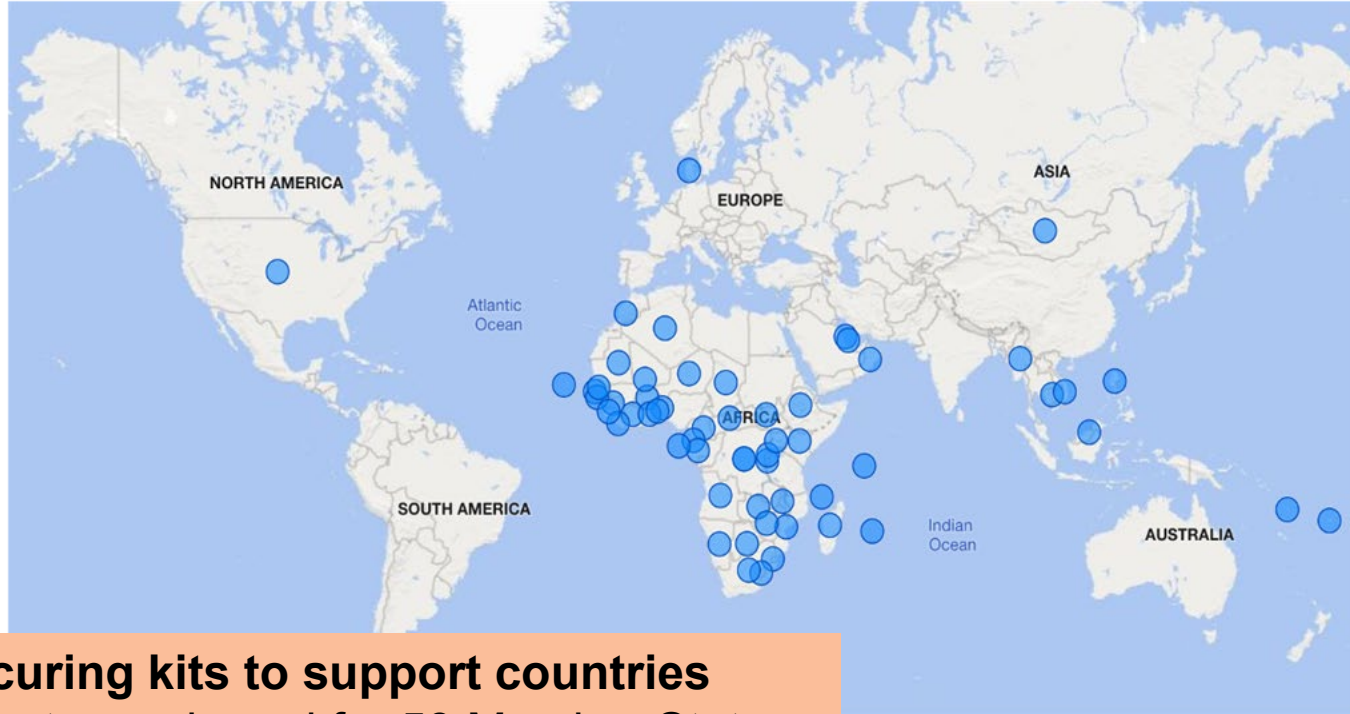 NORTH AMERICA
EUROPE
ASIA
Atlantic
Ocean
AFRICA
SOUTH AMERICA
Indian
Ocean
AUSTRALIA
curing kits to support countries